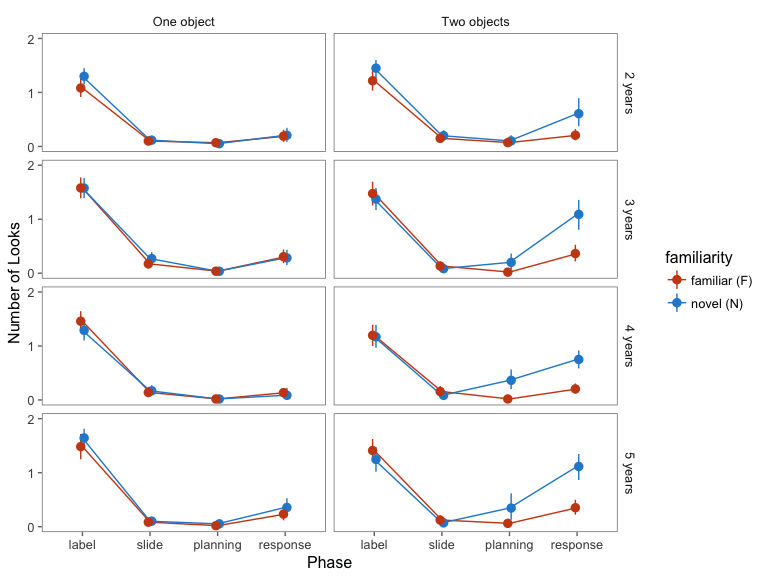 One object
Two objects
2
1
0
2 years
2
1
0
3 years
2
1
0
4 years
2
1
0
5 years
Number of Looks
label slide planning response
label slide planning response
Phase
familiarity
familiar (F)
novel (N)